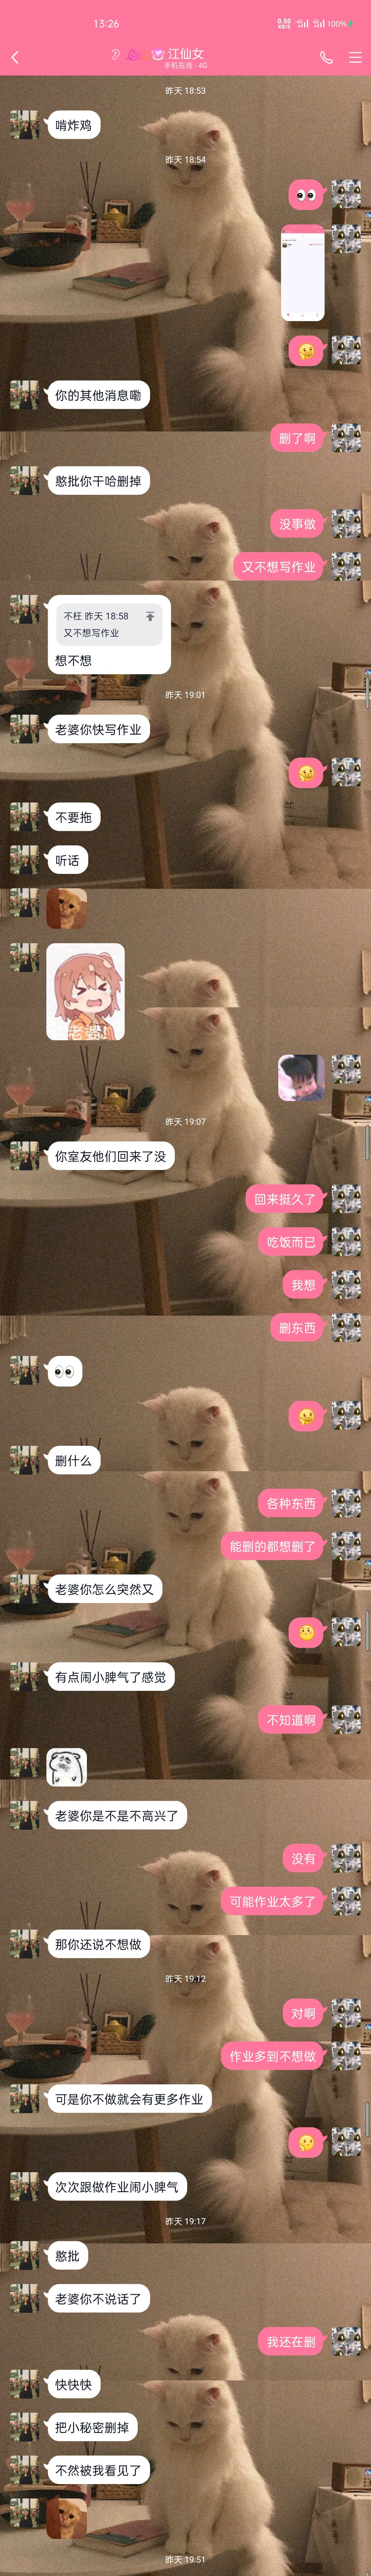 13:26
0.50
KB/S
100%
江仙女
手机在线 - 4G
昨天 18:53
啃炸鸡
昨天 18:54
你的其他消息嘞
删了啊
憨批你干哈删掉
没事做
又不想写作业
不枉 昨天 18:58
又不想写作业
想不想
昨天 19:01
老婆你快写作业
不要拖
听话
老婆!
昨天 19:07
你室友他们回来了没
回来挺久了
吃饭而已
我想
删东西
删什么
各种东西
能删的都想删了
老婆你怎么突然又
有点闹小脾气了感觉
不知道啊
老婆你是不是不高兴了
没有
可能作业太多了
那你还说不想做
昨天 19:12
对啊
作业多到不想做
可是你不做就会有更多作业
次次跟做作业闹小脾气
昨天 19:17
憨批
老婆你不说话了
我还在删
快快快
把小秘密删掉
不然被我看见了
昨天 19:51